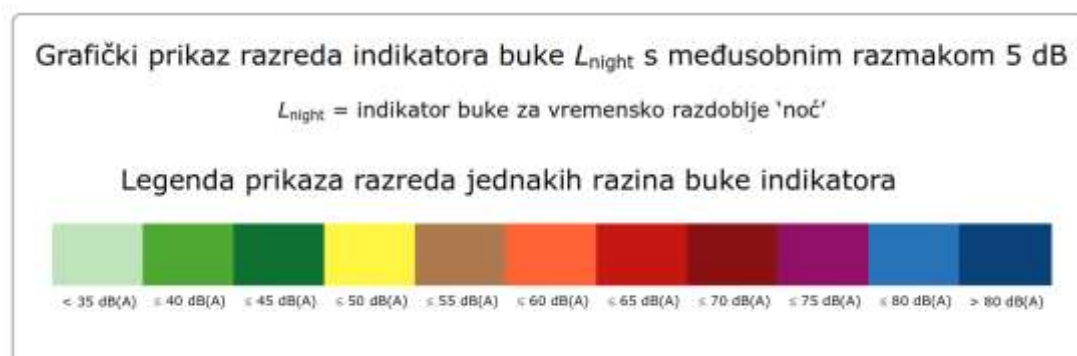 Grafički prikaz razreda indikatora buke Lnight s međusobnim razmakom 5 dB
Lnight = indikator buke za vremensko razdoblje ‘noć’
Legenda prikaza razreda jednakih razina buke indikatora
< 35 dB(A) ≤ 40 dB(A) ≤ 45 dB(A) ≤ 50 dB(A) ≤ 55 dB(A) ≤ 60 dB(A) ≤ 65 dB(A) ≤ 70 dB(A) ≤ 75 dB(A) ≤ 80 dB(A) > 80 dB(A)